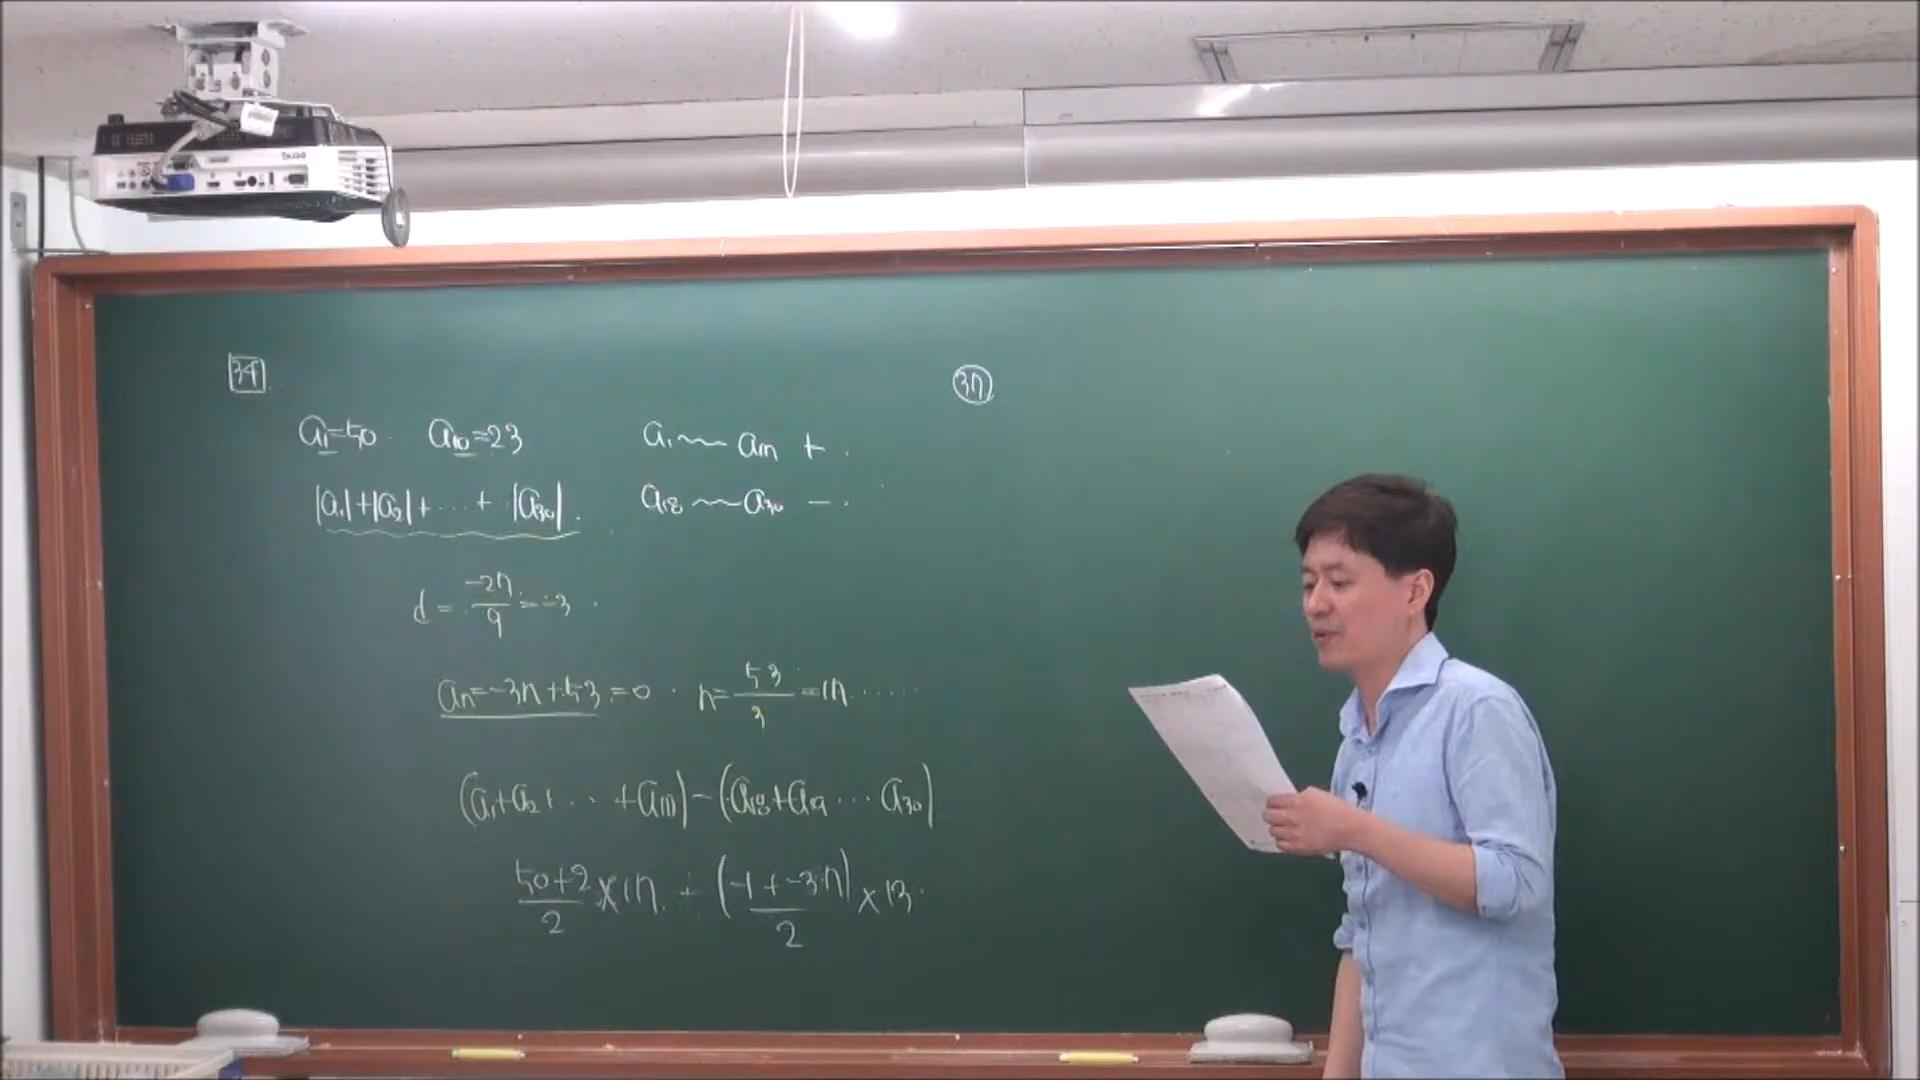 34
a₁=50 a₁₀=23
|a₁|+|a₂|+⋯+|a₃₀|.
a₁~a₁₇ +.
a₁₈~a₃₀ -.
d = -27/9 = -3.
aₙ=-3n+53=0. n=53/3=17......
(a₁+a₂+⋯+a₁₇)-(a₁₈+a₁₉⋯a₃₀)
50+2/2 ×17. + (-1+-37)/2 ×13.
37
BenQ